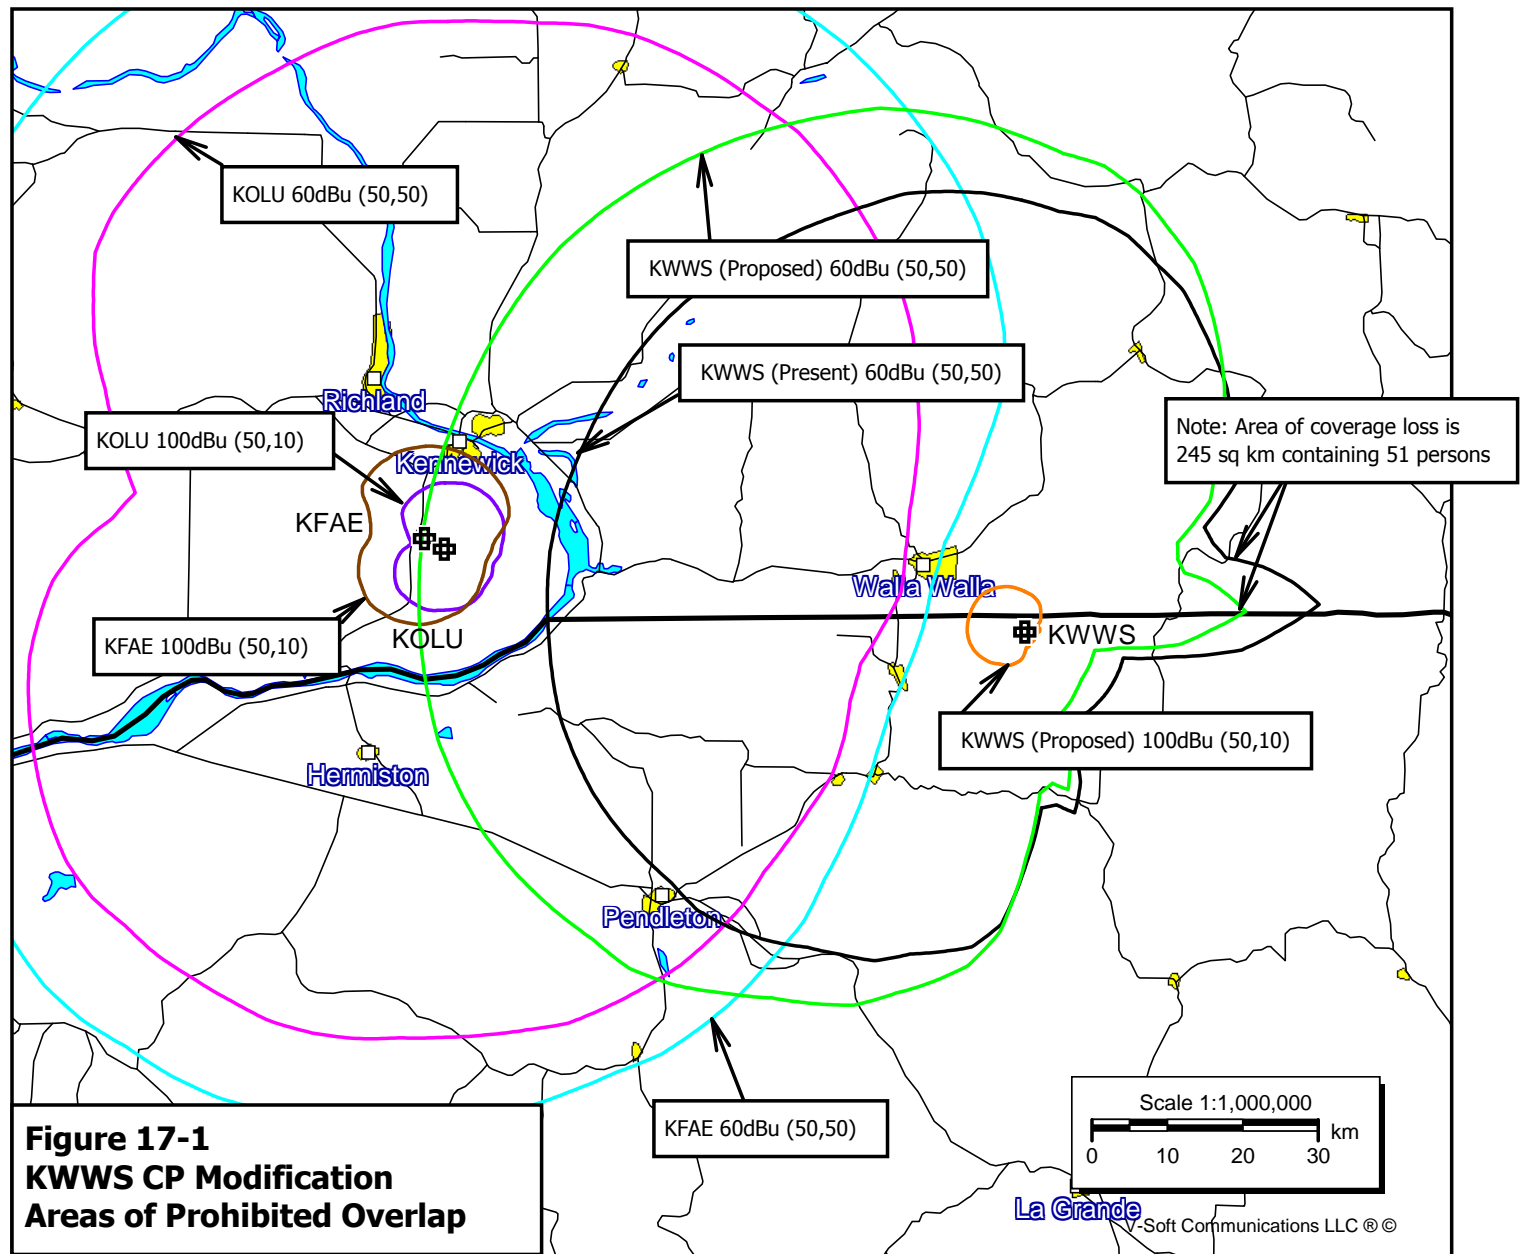 KOLU 60dBu (50,50)
KWWS (Proposed) 60dBu (50,50)
KWWS (Present) 60dBu (50,50)
Richland
Note: Area of coverage loss is
245 sq km containing 51 persons
KOLU 100dBu (50,10)
Kennewick
KFAE
Walla Walla
KFAE 100dBu (50,10)
KOLU
KWWS
KWWS (Proposed) 100dBu (50,10)
Hermiston
Pendleton
KFAE 60dBu (50,50)
Scale 1:1,000,000
km
0 10 20 30
La Grande
V-Soft Communications LLC ® ©
Figure 17-1
KWWS CP Modification
Areas of Prohibited Overlap